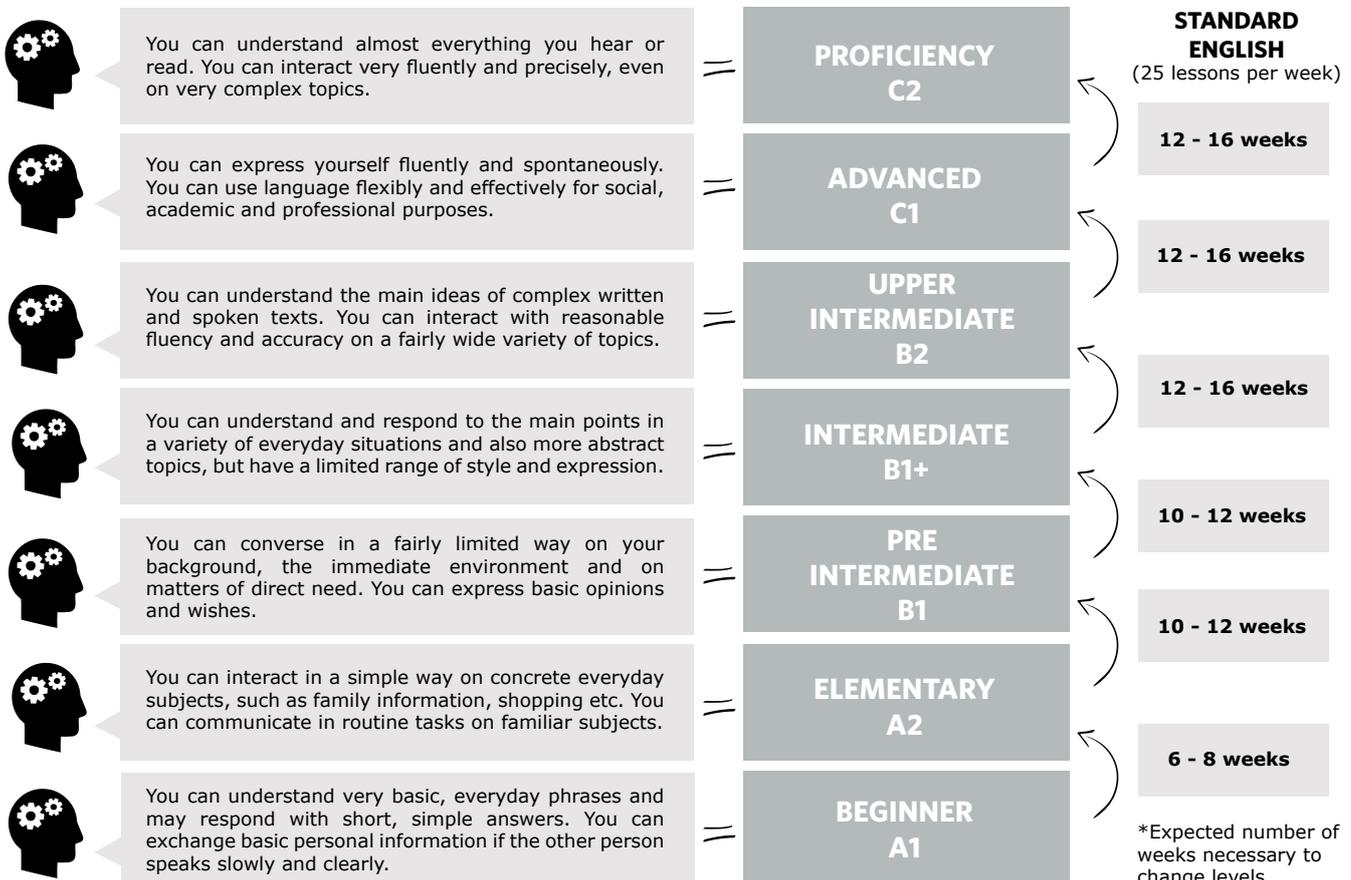 You can understand almost everything you hear or
read. You can interact very fluently and precisely, even
on very complex topics.
PROFICIENCY
C2
STANDARD
ENGLISH
(25 lessons per week)
12 - 16 weeks
You can express yourself fluently and spontaneously.
You can use language flexibly and effectively for social,
academic and professional purposes.
ADVANCED
C1
12 - 16 weeks
You can understand the main ideas of complex written
and spoken texts. You can interact with reasonable
fluency and accuracy on a fairly wide variety of topics.
UPPER
INTERMEDIATE
B2
12 - 16 weeks
You can understand and respond to the main points in
a variety of everyday situations and also more abstract
topics, but have a limited range of style and expression.
INTERMEDIATE
B1+
10 - 12 weeks
You can converse in a fairly limited way on your
background, the immediate environment and on
matters of direct need. You can express basic opinions
and wishes.
PRE
INTERMEDIATE
B1
10 - 12 weeks
You can interact in a simple way on concrete everyday
subjects, such as family information, shopping etc. You
can communicate in routine tasks on familiar subjects.
ELEMENTARY
A2
6 - 8 weeks
You can understand very basic, everyday phrases and
may respond with short, simple answers. You can
exchange basic personal information if the other person
speaks slowly and clearly.
BEGINNER
A1
*Expected number of
weeks necessary to
change levels